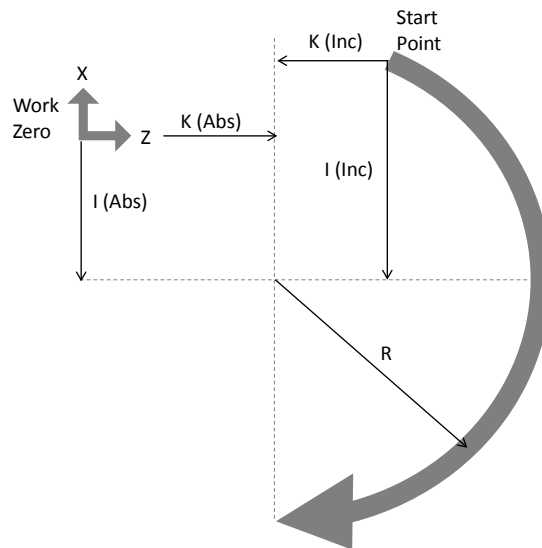 Start
Point
K (Inc)
X
Work
Zero
Z
K (Abs)
I (Inc)
I (Abs)
R